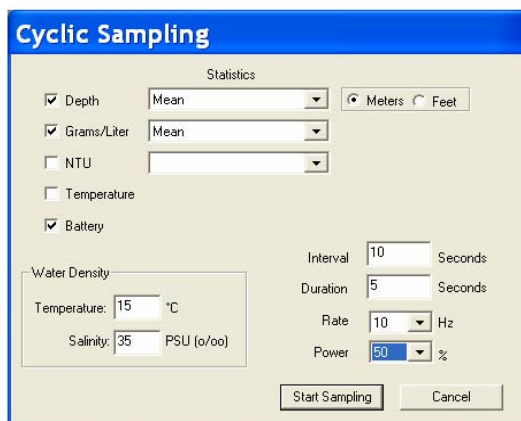 Cyclic Sampling
Statistics
Depth Mean Meters Feet
Grams/Liter Mean
NTU
Temperature
Battery
Interval 10 Seconds
Duration 5 Seconds
Rate 10 Hz
Power 50 %
Water Density
Temperature: 15 °C
Salinity: 35 PSU (o/oo)
Start Sampling Cancel